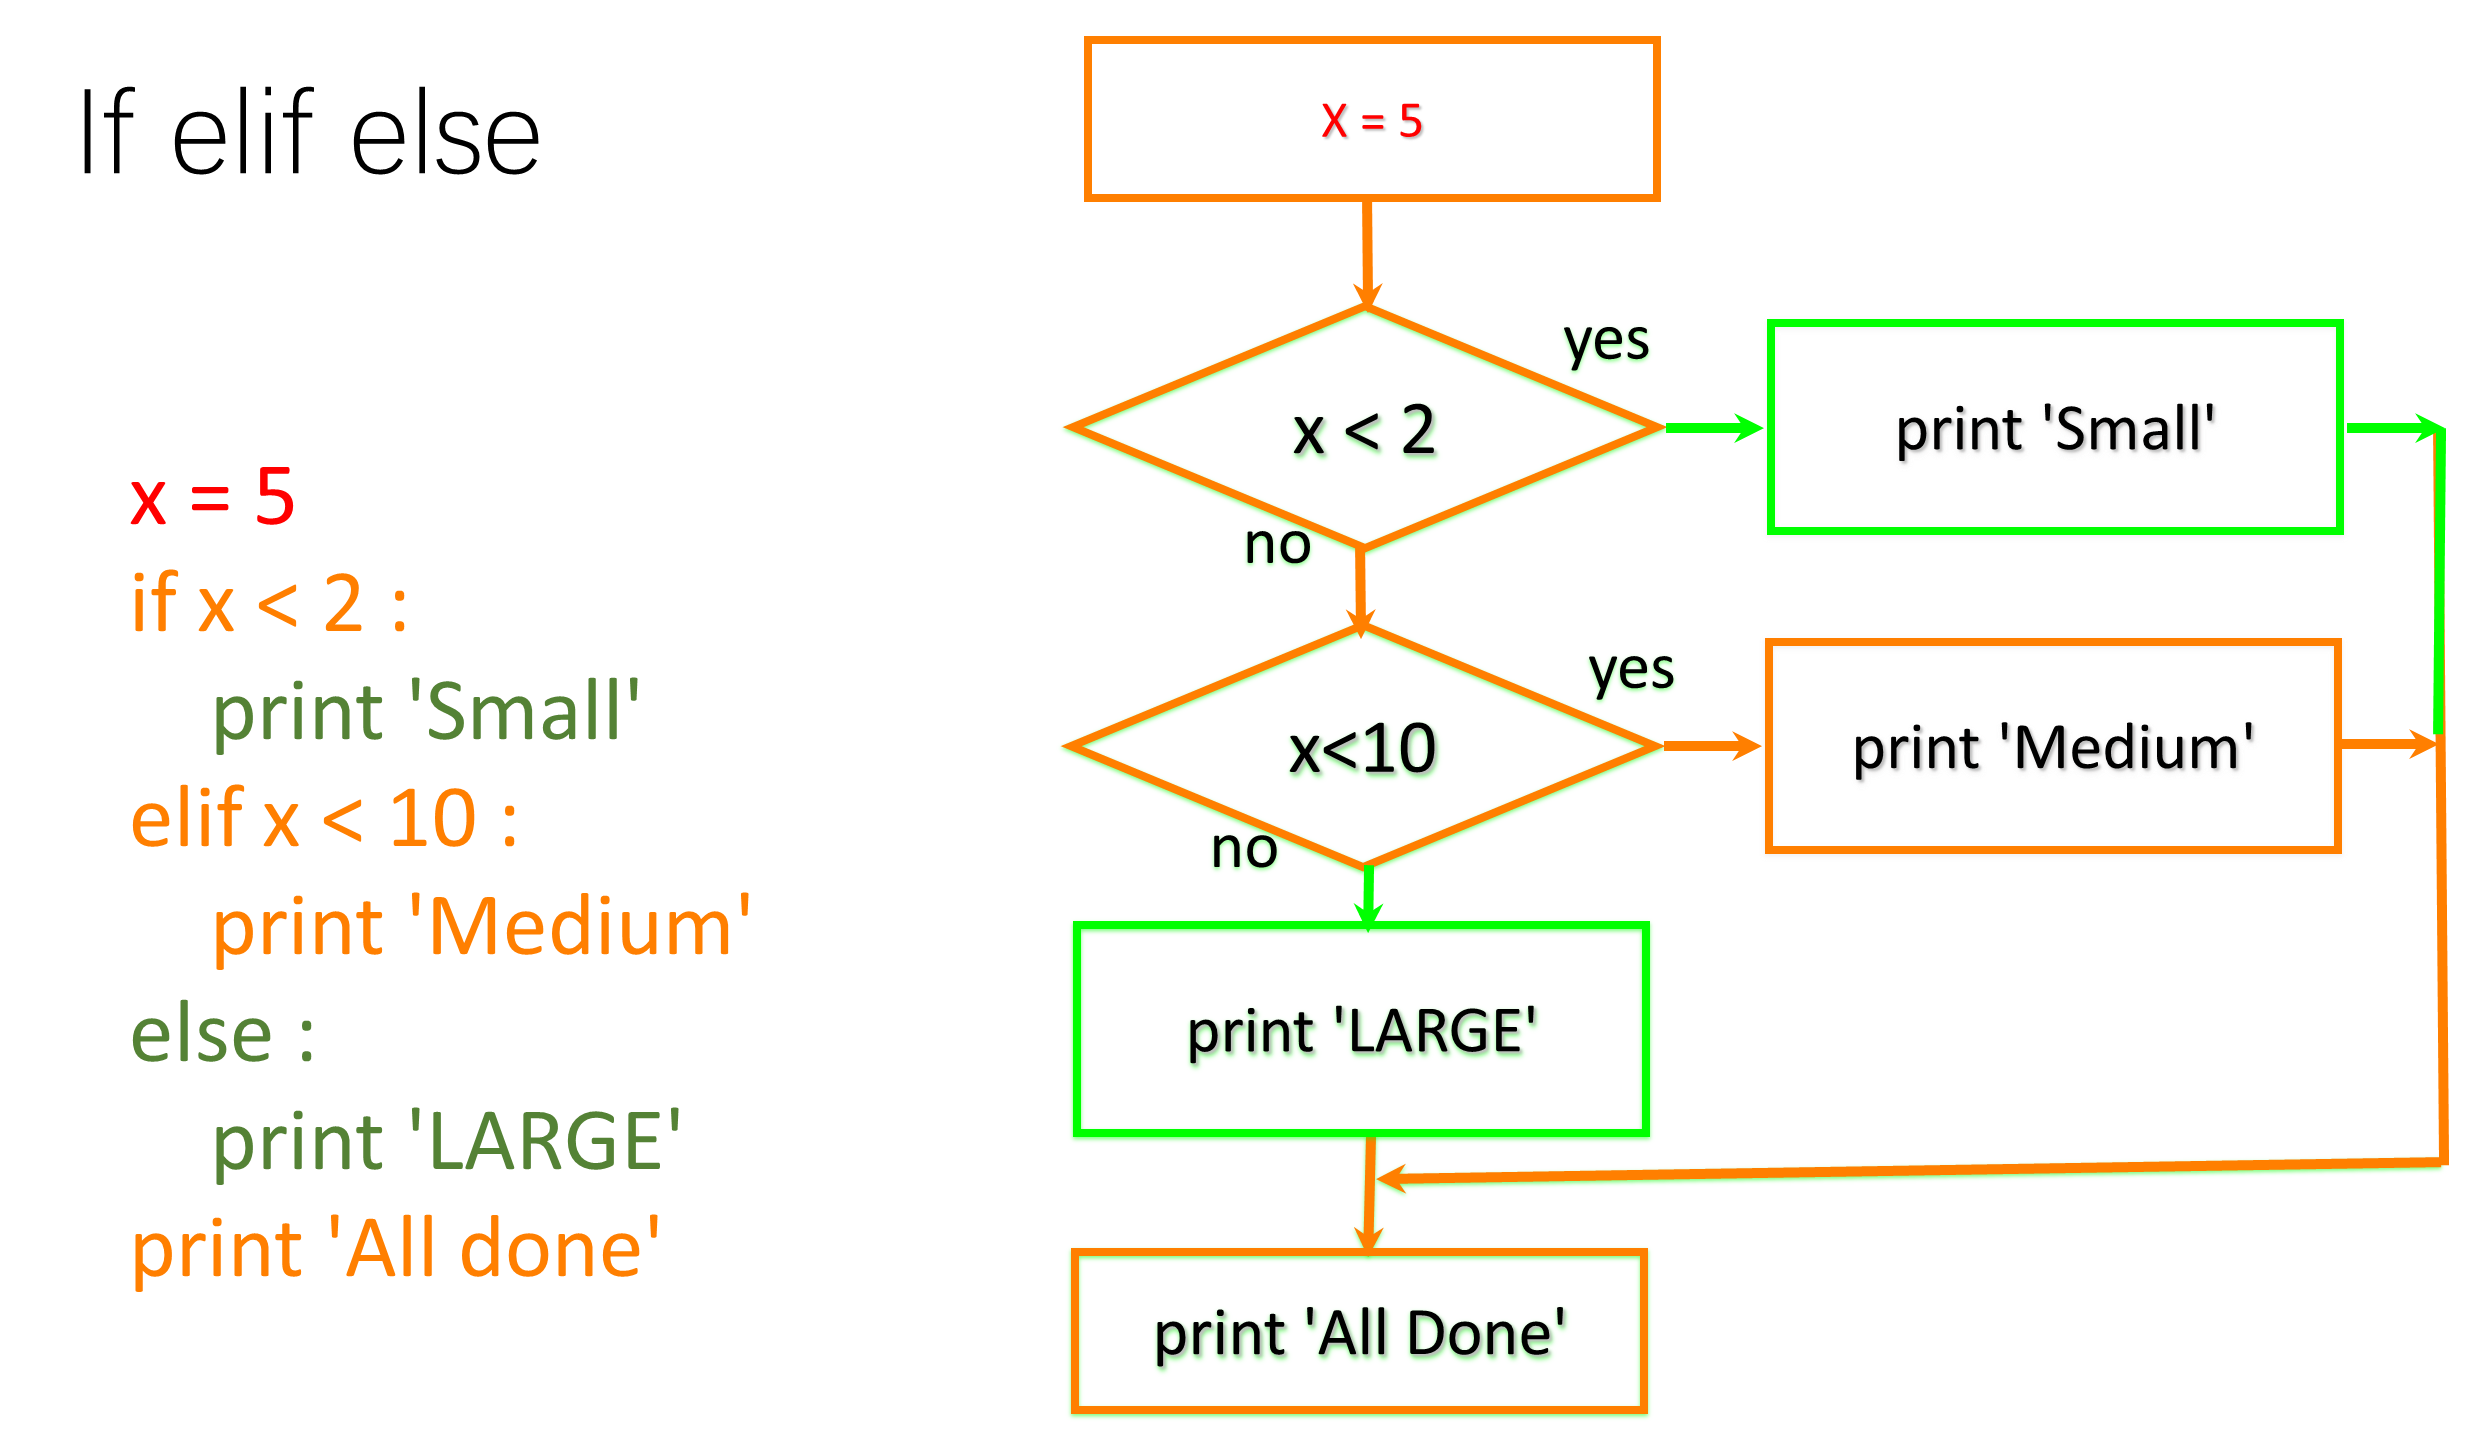 If elif else
x = 5
if x < 2 :
print 'Small'
elif x < 10 :
print 'Medium'
else :
print 'LARGE'
print 'All done'
X = 5
x < 2
yes
print 'Small'
no
x<10
yes
print 'Medium'
no
print 'LARGE'
print 'All Done'